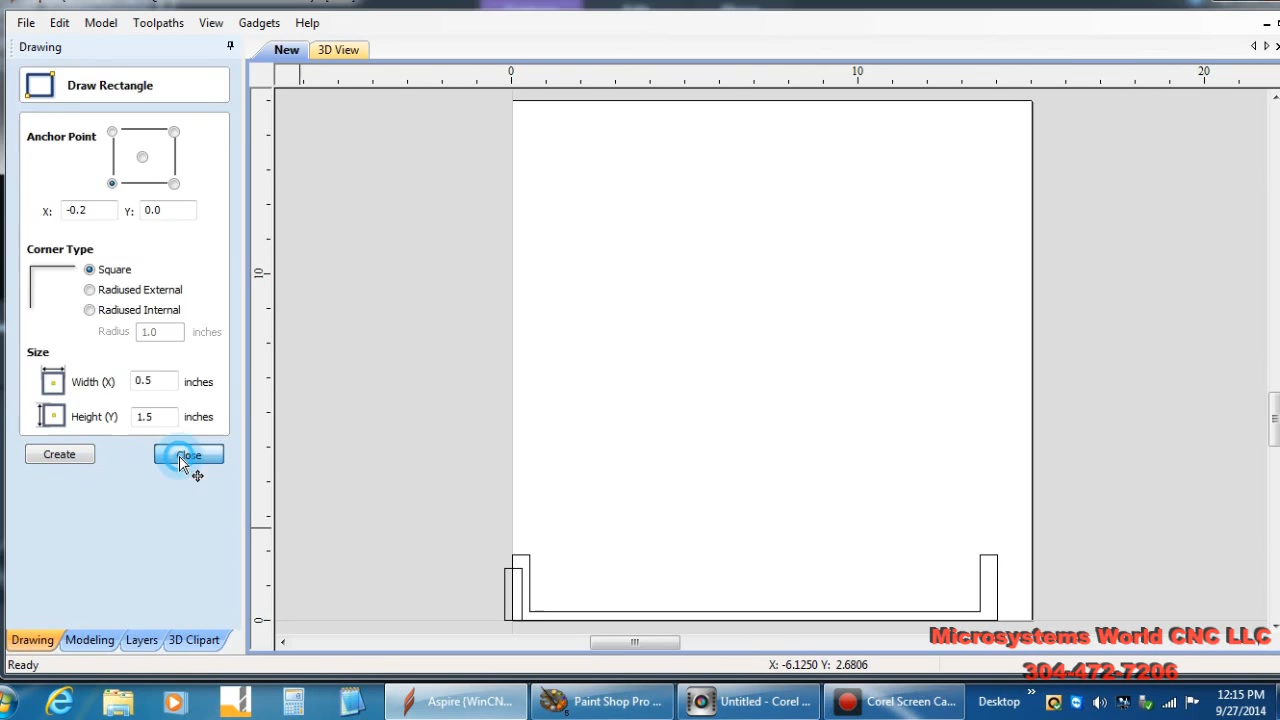 File Edit Model Toolpaths View Gadgets Help
Drawing
New 3D View
Draw Rectangle
0 10 20
Anchor Point
X: -0.2 Y: 0.0
Corner Type
Square
Radiused External
Radiused Internal
Radius 1.0 inches
10
Size
Width (X) 0.5 inches
Height (Y) 1.5 inches
Create Close
0
Drawing Modeling Layers 3D Clipart
Microsystems World CNC LLC
Ready X: -6.1250 Y: 2.6806
304-472-7206
Aspire (WinCN... Paint Shop Pro ... Untitled - Corel ... Corel Screen Ca... Desktop » 12:15 PM
9/27/2014